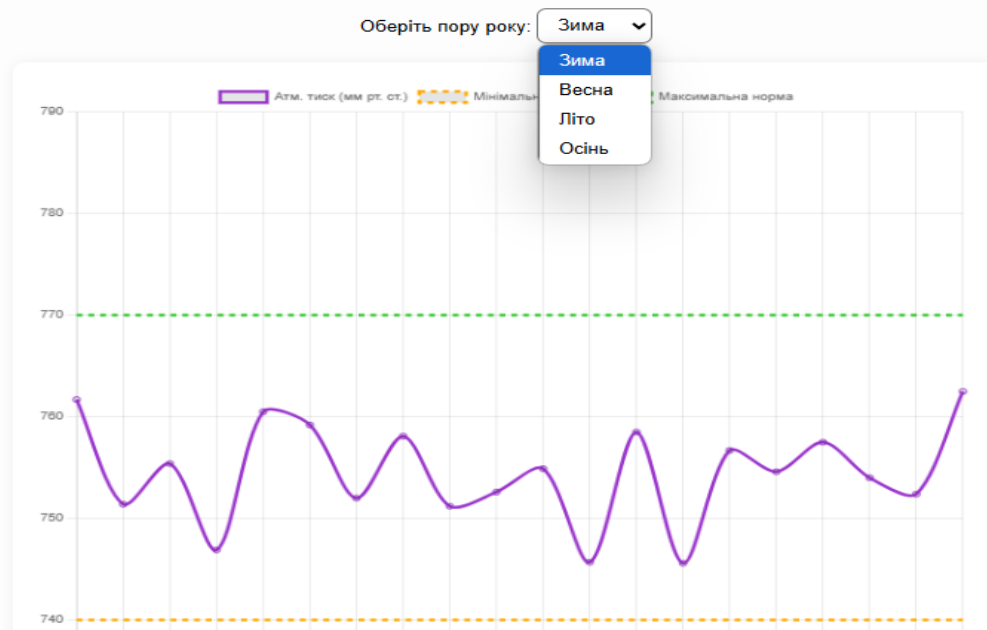 Оберіть пору року: Зима
Зима
Весна
Літо
Осінь
Атм. тиск (мм рт. ст.) Максимальна норма
790
780
770
760
750
740